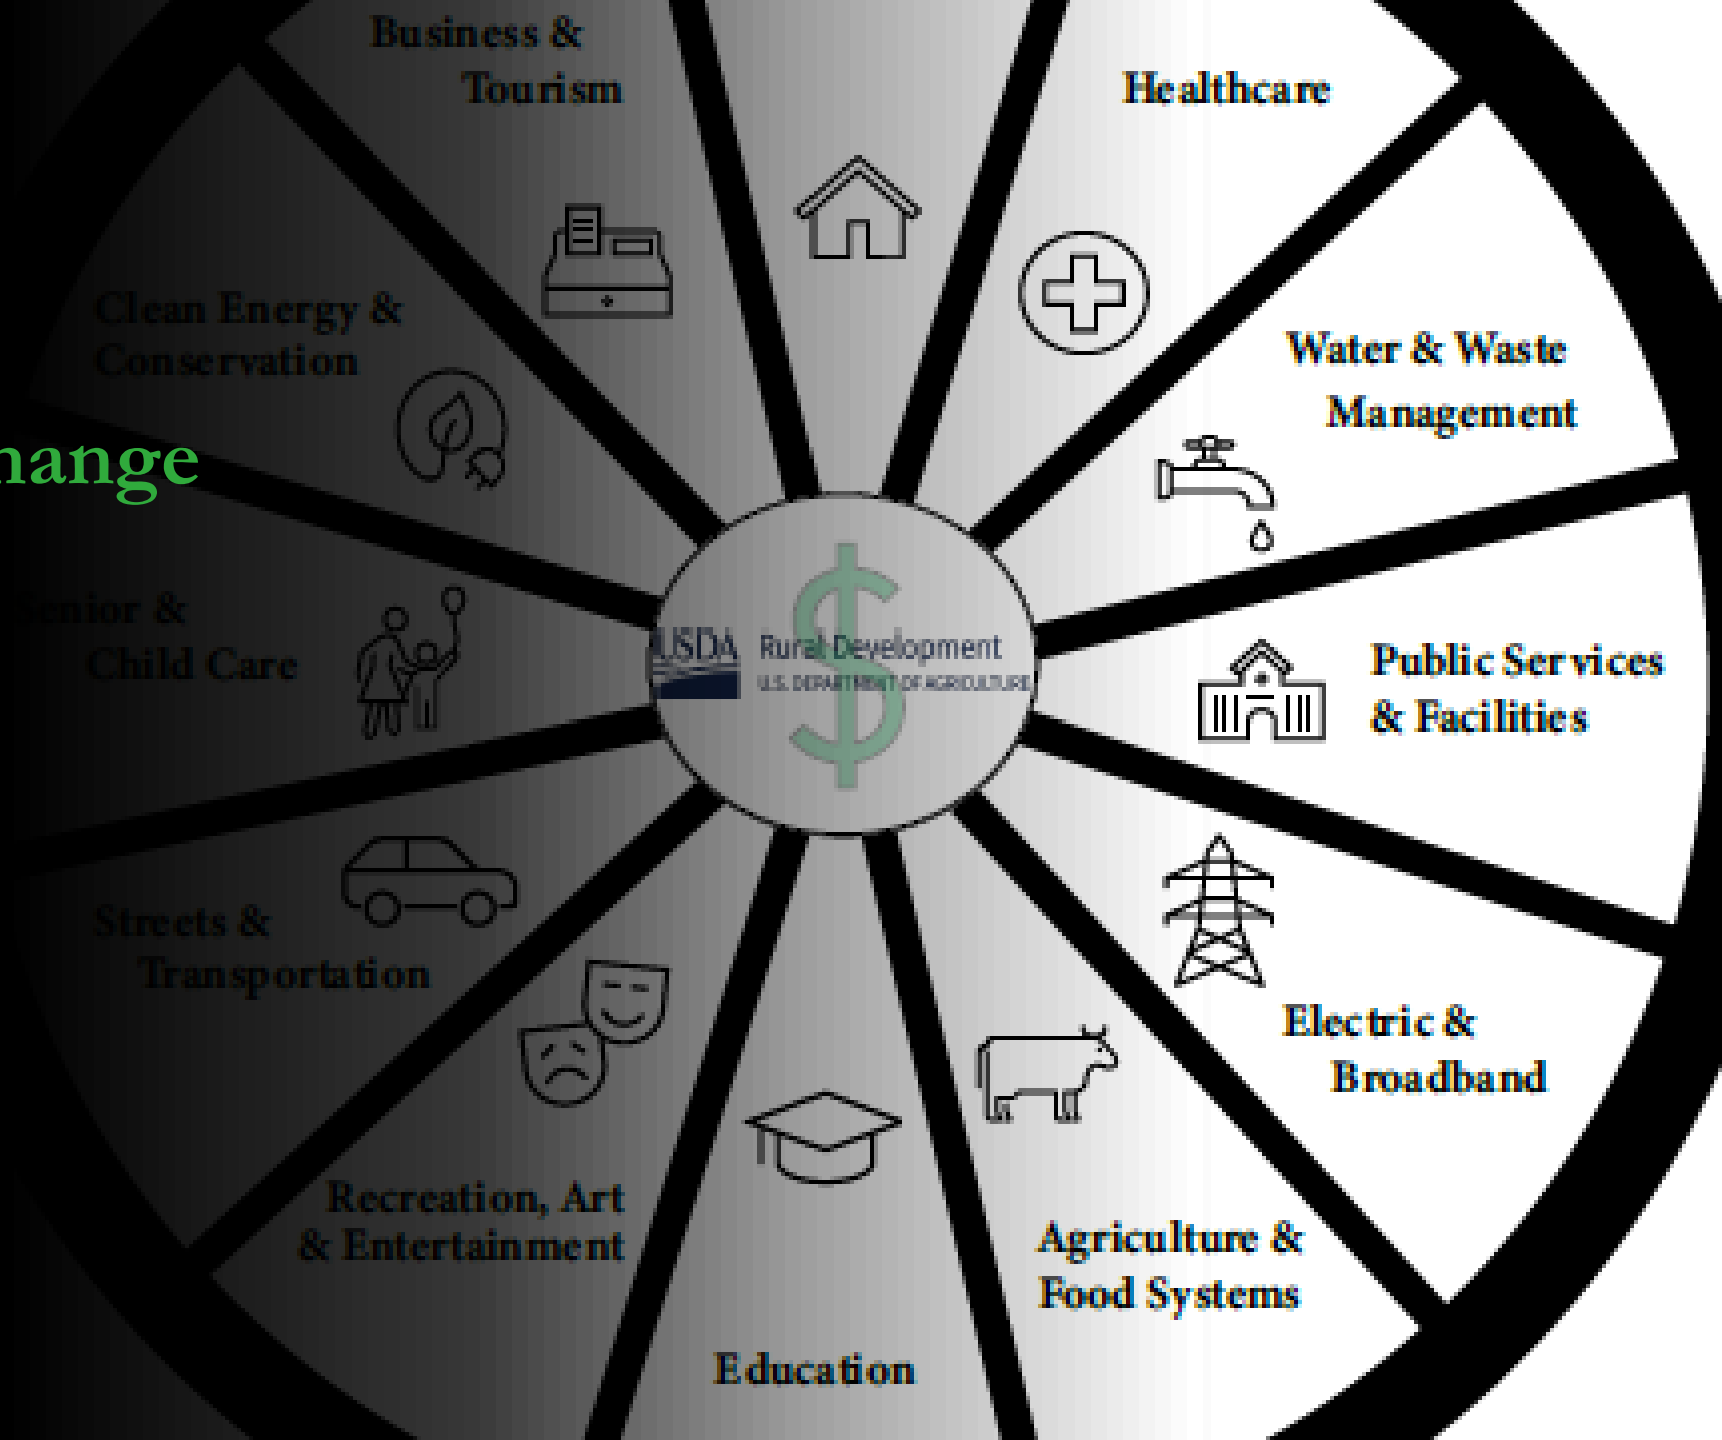 Business &
Tourism
Healthcare
Clean Energy &
Conservation
Water & Waste
Management
hange
Senior &
Child Care
USDA Rural Development
U.S. DEPARTMENT OF AGRICULTURE
Public Services
& Facilities
Streets &
Transportation
Electric &
Broadband
Recreation, Art
& Entertainment
Agriculture &
Food Systems
Education